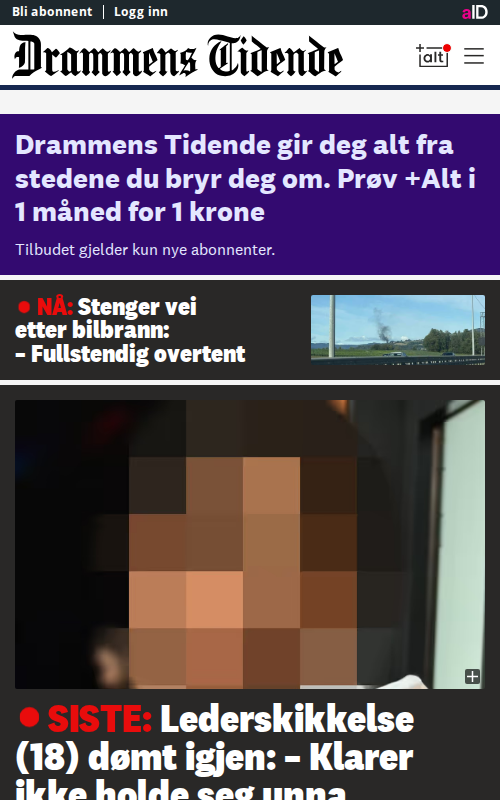 Bli abonnent
Logg inn
aID
Drammens Tidende
+alt
Drammens Tidende gir deg alt fra
stedene du bryr deg om. Prøv +Alt i
1 måned for 1 krone
Tilbudet gjelder kun nye abonnenter.
NÅ: Stenger vei
etter bilbrann:
– Fullstendig overtent
SISTE: Lederskikkelse
(18) dømt igjen: – Klarer
ikke holde seg unna